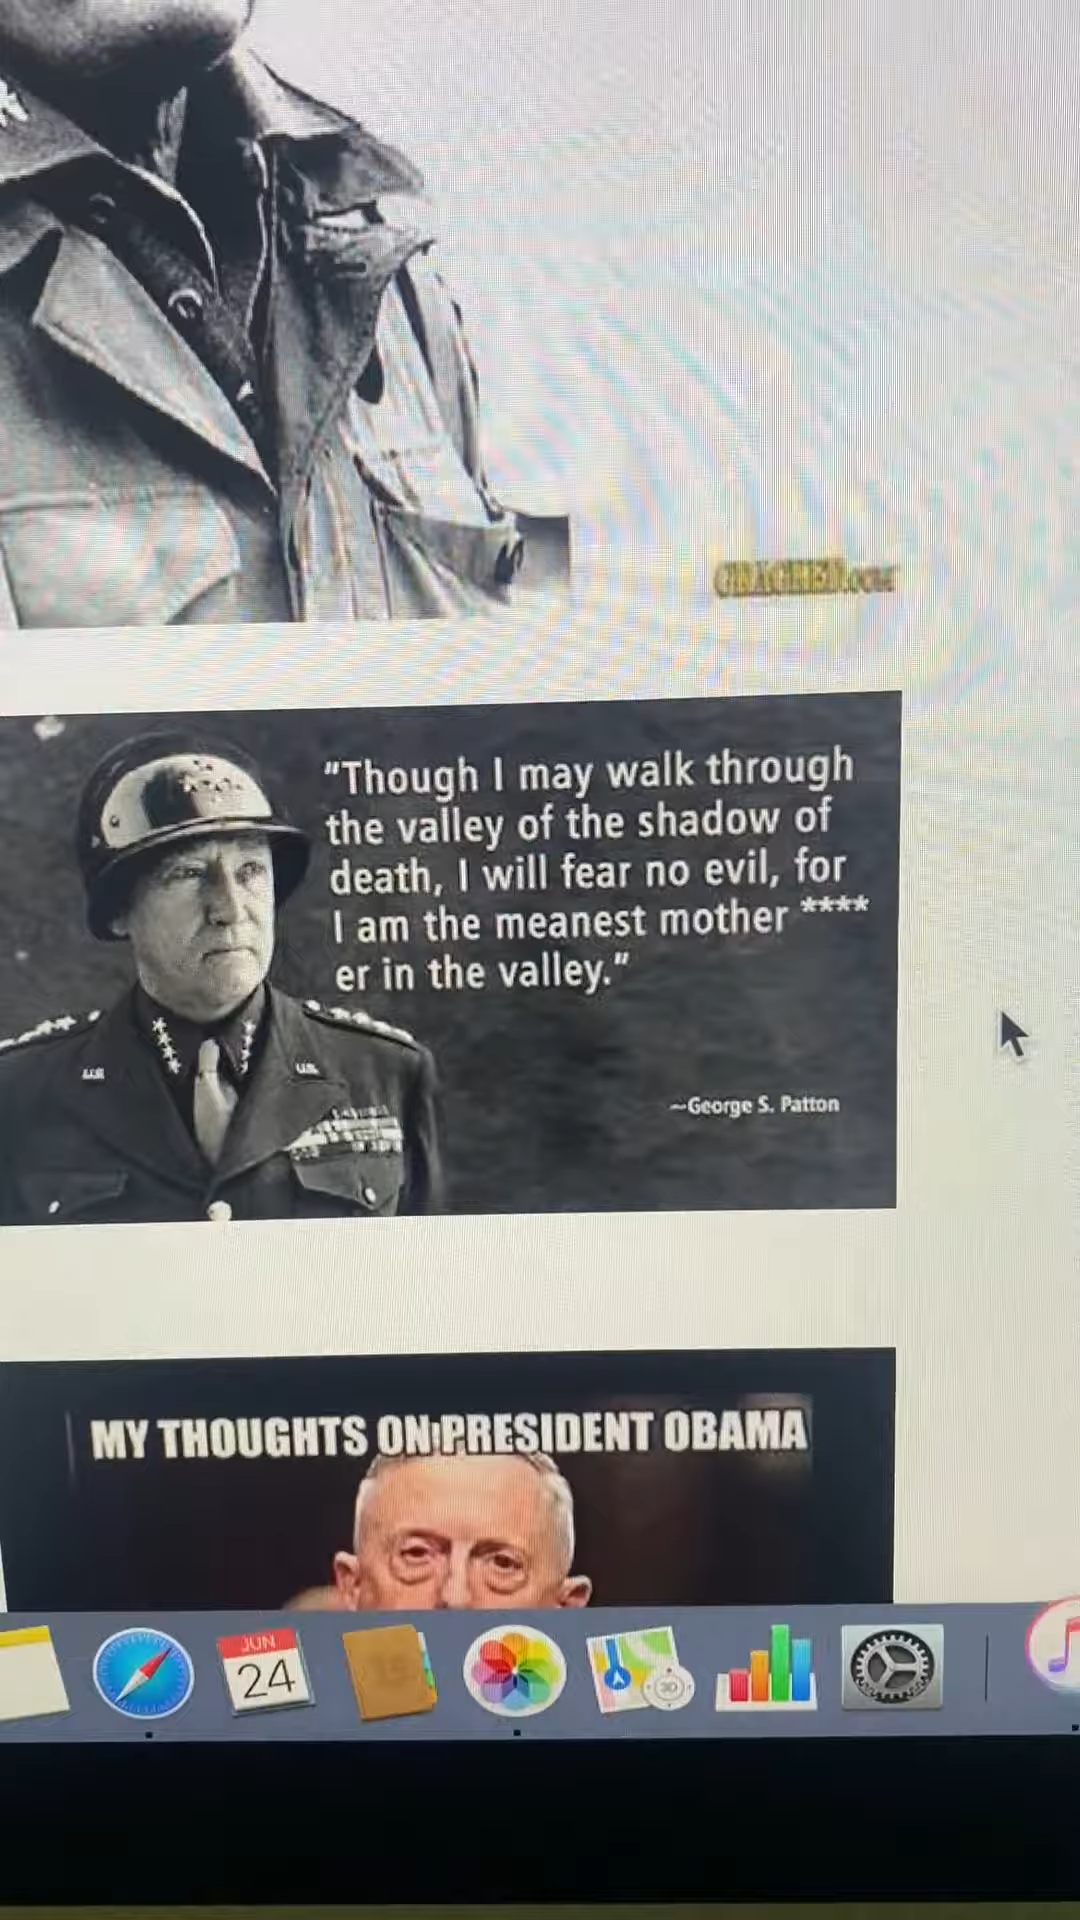 CRACKED.COM
"Though I may walk through
the valley of the shadow of
death, I will fear no evil, for
I am the meanest mother ****
er in the valley."
~George S. Patton
U.S.
U.S.
MY THOUGHTS ON PRESIDENT OBAMA
JUN
24
3D